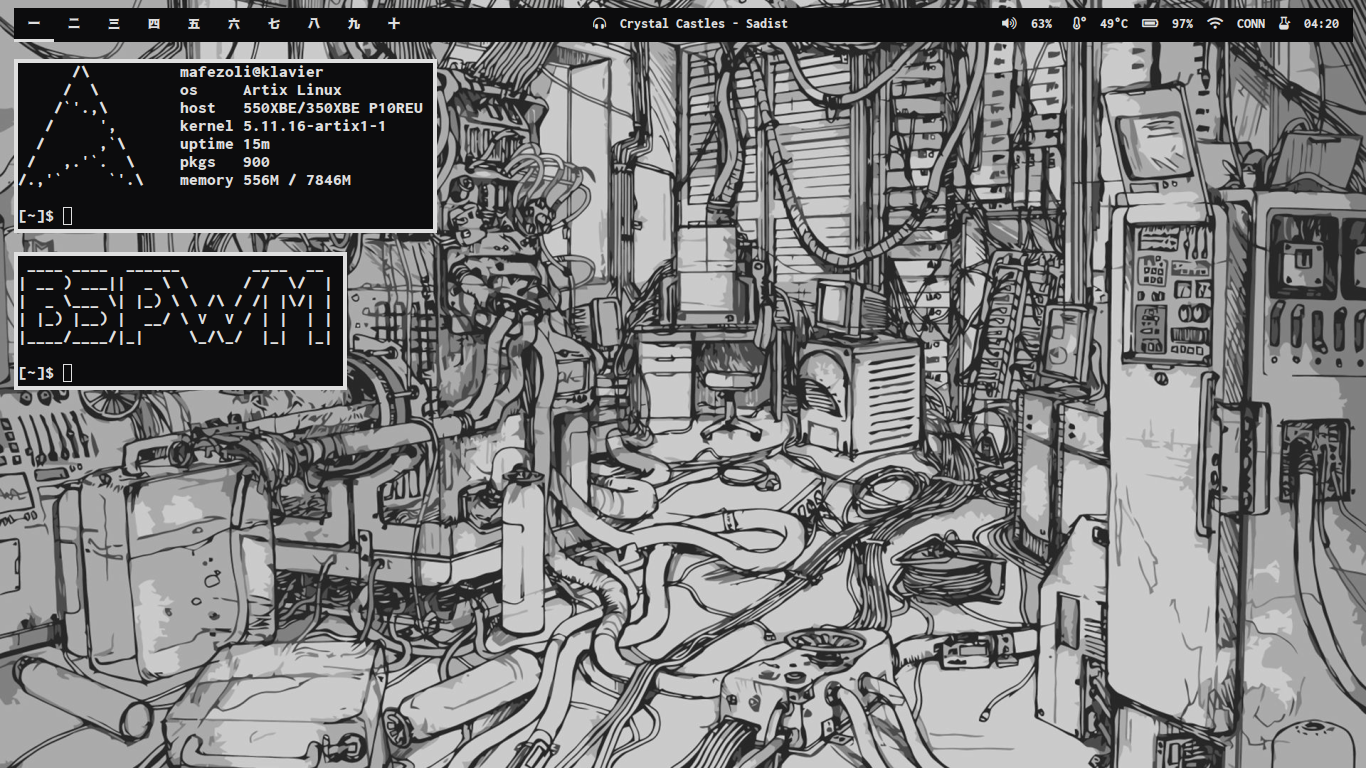 一 二 三 四 五 六 七 八 九 十
Crystal Castles - Sadist
63% 49°C 97% CONN 04:20
mafezoli@klavier
os Artix Linux
host 550XBE/350XBE P10REU
kernel 5.11.16-artix1-1
uptime 15m
pkgs 900
memory 556M / 7846M
[~]$
BSPWM
[~]$